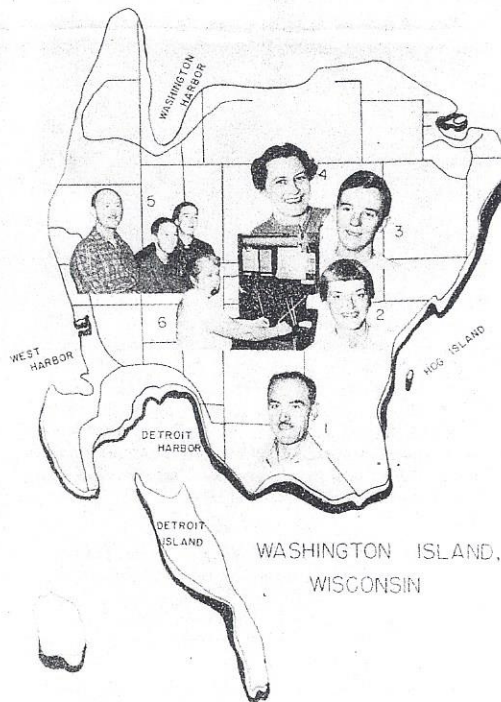 WASHINGTON
HARBOR
4
5
3
6
2
WEST
HARBOR
HOG ISLAND
1
DETROIT
HARBOR
DETROIT
ISLAND
WASHINGTON ISLAND,
WISCONSIN